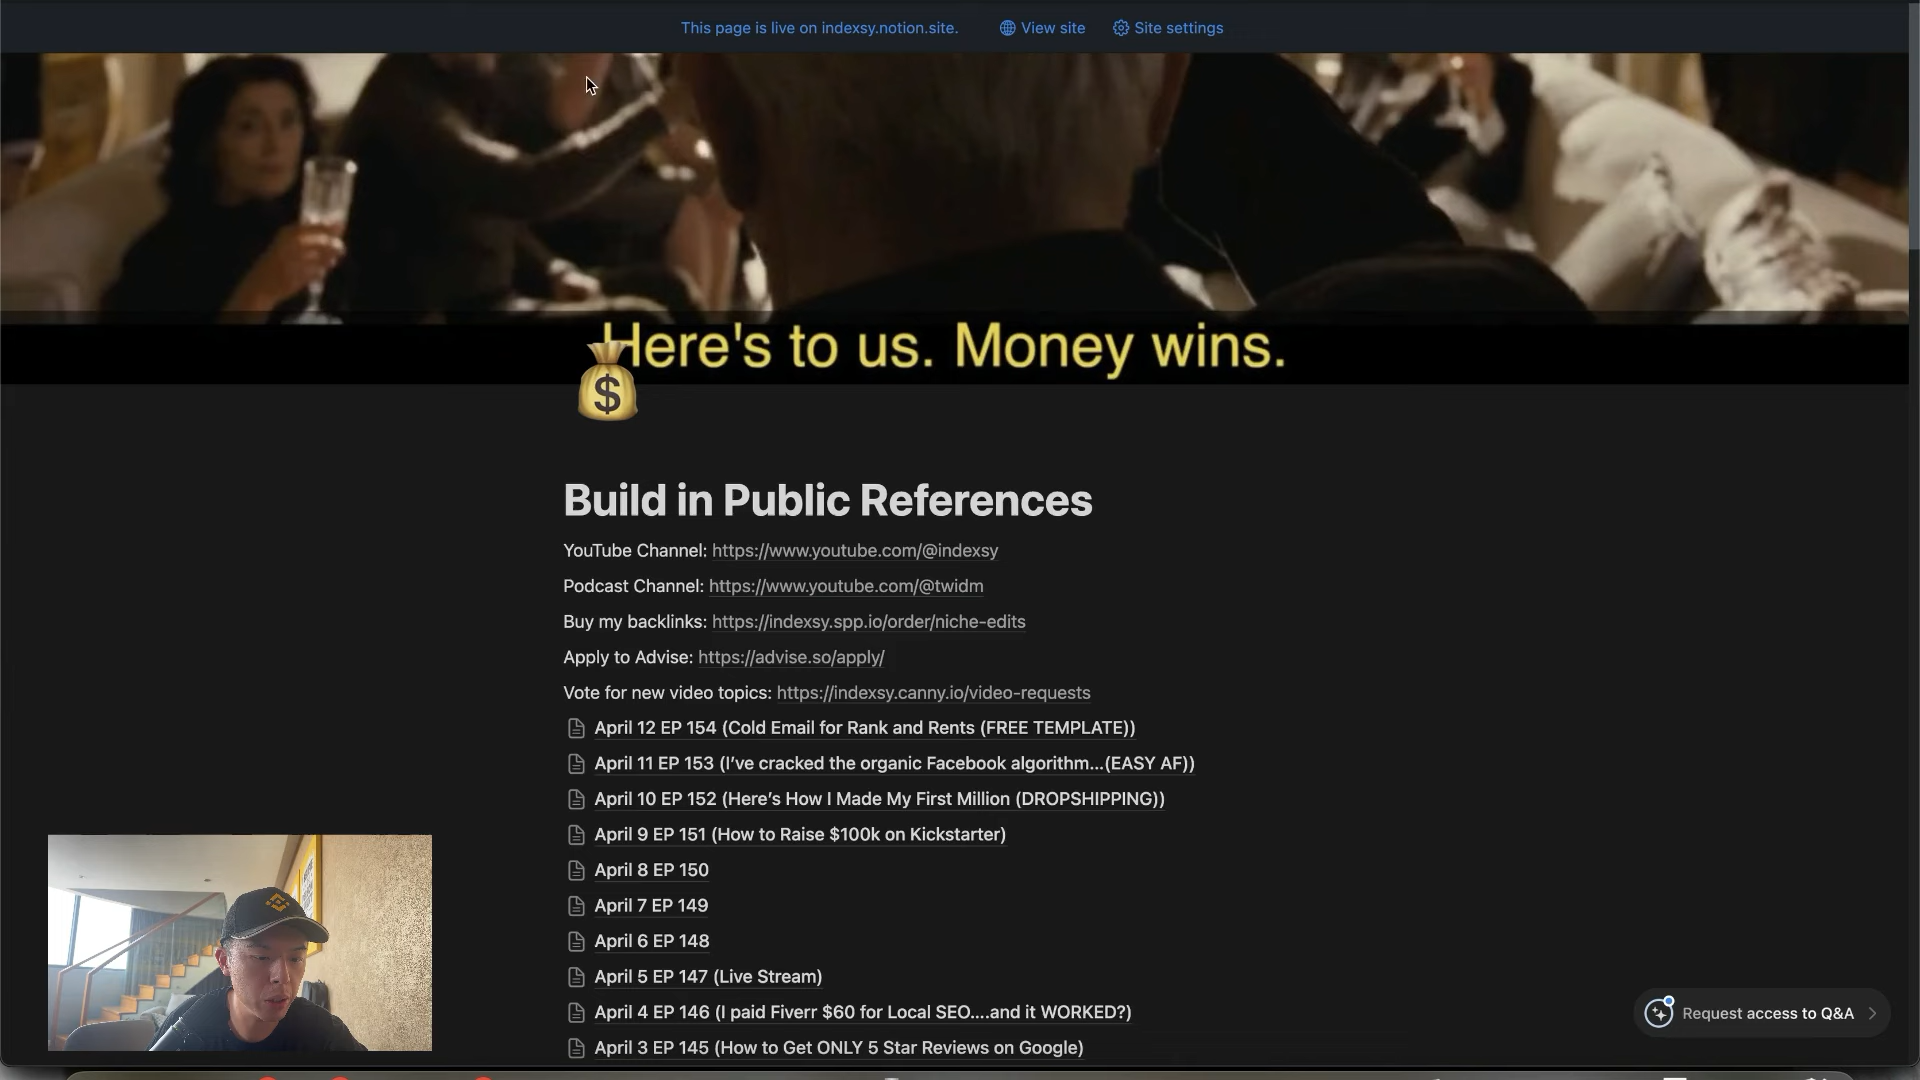 This page is live on indexsy.notion.site. View site Site settings
Here's to us. Money wins.
$
Build in Public References
YouTube Channel: https://www.youtube.com/@indexsy
Podcast Channel: https://www.youtube.com/@twidm
Buy my backlinks: https://indexsy.spp.io/order/niche-edits
Apply to Advise: https://advise.so/apply/
Vote for new video topics: https://indexsy.canny.io/video-requests
April 12 EP 154 (Cold Email for Rank and Rents (FREE TEMPLATE))
April 11 EP 153 (I’ve cracked the organic Facebook algorithm...(EASY AF))
April 10 EP 152 (Here’s How I Made My First Million (DROPSHIPPING))
April 9 EP 151 (How to Raise $100k on Kickstarter)
April 8 EP 150
April 7 EP 149
April 6 EP 148
April 5 EP 147 (Live Stream)
April 4 EP 146 (I paid Fiverr $60 for Local SEO....and it WORKED?)
April 3 EP 145 (How to Get ONLY 5 Star Reviews on Google)
Request access to Q&A